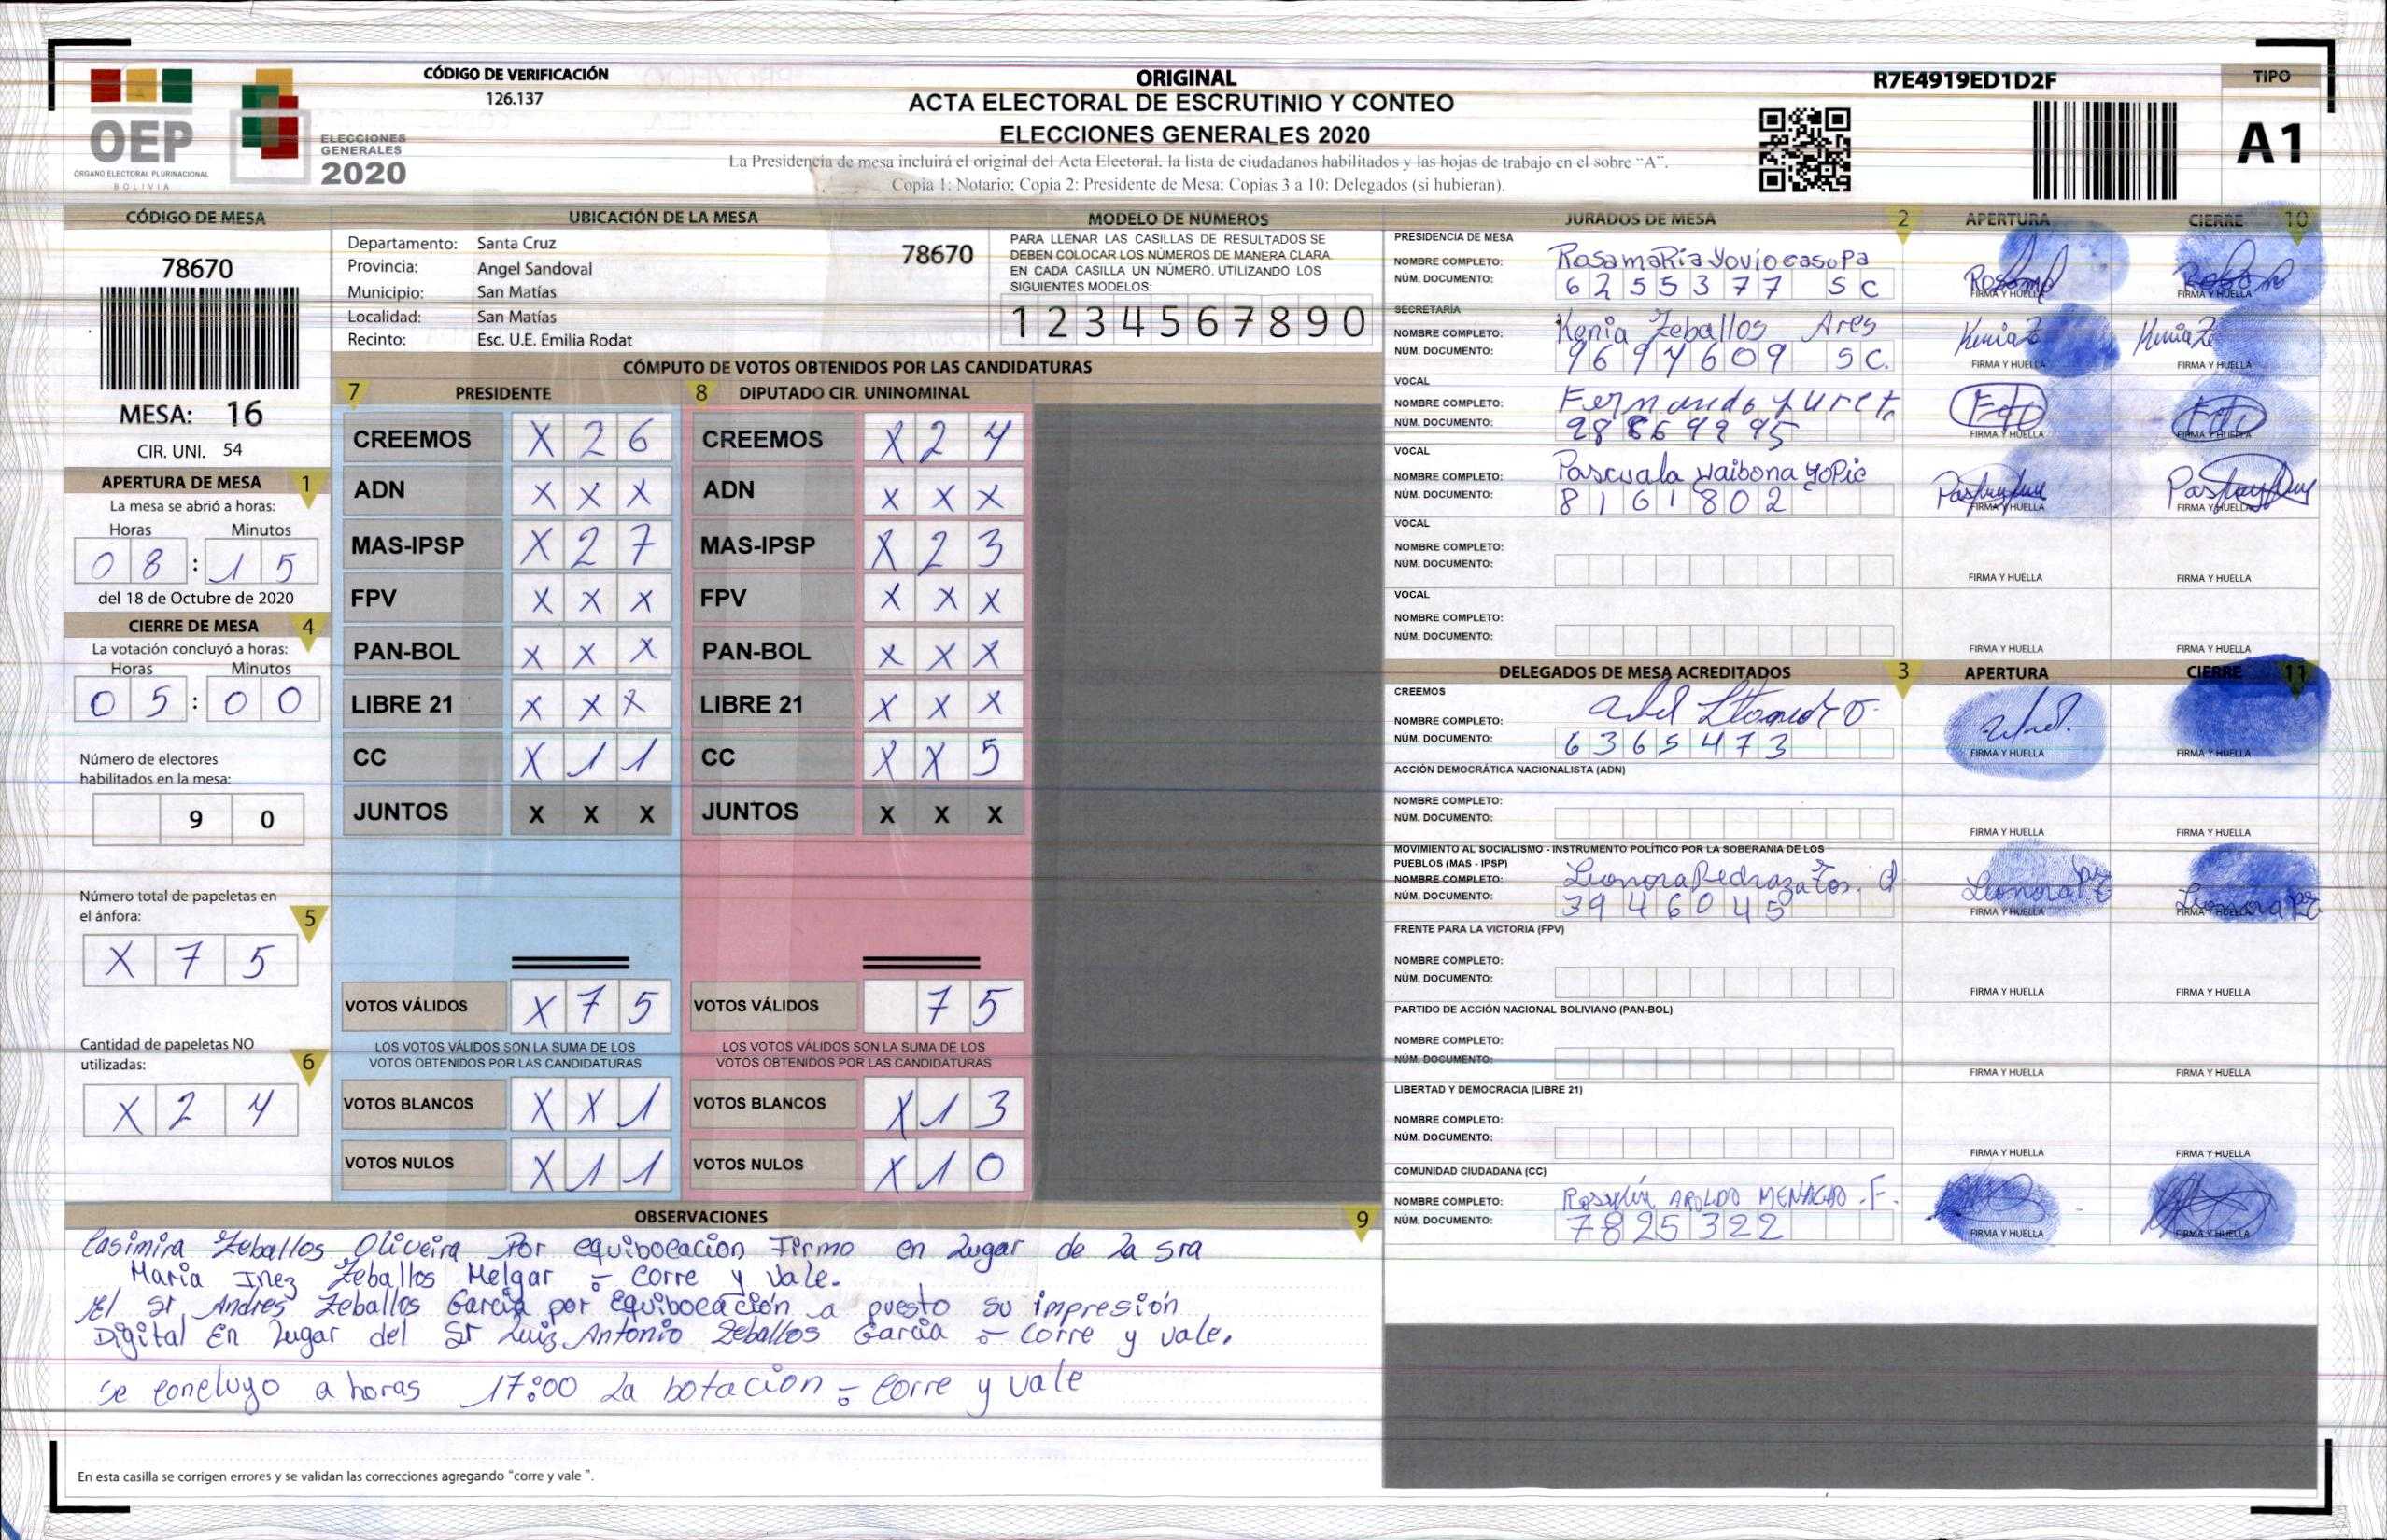 CÓDIGO DE VERIFICACIÓN
126.137
ORIGINAL
ACTA ELECTORAL DE ESCRUTINIO Y CONTEO
ELECCIONES GENERALES 2020
La Presidencia de mesa incluirá el original del Acta Electoral, la lista de ciudadanos habilitados y las hojas de trabajo en el sobre "A".
Copia 1: Notario; Copia 2: Presidente de Mesa; Copias 3 a 10: Delegados (si hubieran).
R7E4919ED1D2F
TIPO
A1
OEP
ÓRGANO ELECTORAL PLURINACIONAL
BOLIVIA
ELECCIONES
GENERALES
2020
CÓDIGO DE MESA
78670
MESA: 16
CIR. UNI. 54
APERTURA DE MESA 1
La mesa se abrió a horas:
Horas Minutos
08:15
del 18 de Octubre de 2020
CIERRE DE MESA 4
La votación concluyó a horas:
Horas Minutos
05:00
Número de electores
habilitados en la mesa:
90
Número total de papeletas en
el ánfora: 5
X 7 5
Cantidad de papeletas NO
utilizadas: 6
X 2 4
UBICACIÓN DE LA MESA
Departamento: Santa Cruz
78670
Provincia: Angel Sandoval
Municipio: San Matías
Localidad: San Matías
Recinto: Esc. U.E. Emilia Rodat
MODELO DE NÚMEROS
PARA LLENAR LAS CASILLAS DE RESULTADOS SE
DEBEN COLOCAR LOS NÚMEROS DE MANERA CLARA
EN CADA CASILLA UN NÚMERO, UTILIZANDO LOS
SIGUIENTES MODELOS:
1 2 3 4 5 6 7 8 9 0
CÓMPUTO DE VOTOS OBTENIDOS POR LAS CANDIDATURAS
7 PRESIDENTE 8 DIPUTADO CIR. UNINOMINAL
CREEMOS X 2 6 CREEMOS X 2 4
ADN X X X ADN X X X
MAS-IPSP X 2 7 MAS-IPSP X 2 3
FPV X X X FPV X X X
PAN-BOL X X X PAN-BOL X X X
LIBRE 21 X X X LIBRE 21 X X X
CC X 1 1 CC X X 5
JUNTOS X X X JUNTOS X X X
VOTOS VÁLIDOS X 7 5 VOTOS VÁLIDOS 7 5
LOS VOTOS VÁLIDOS SON LA SUMA DE LOS LOS VOTOS VÁLIDOS SON LA SUMA DE LOS
VOTOS OBTENIDOS POR LAS CANDIDATURAS VOTOS OBTENIDOS POR LAS CANDIDATURAS
VOTOS BLANCOS X X 1 VOTOS BLANCOS X 1 3
VOTOS NULOS X 1 1 VOTOS NULOS X 1 0
JURADOS DE MESA 2 APERTURA CIERRE 10
PRESIDENCIA DE MESA
NOMBRE COMPLETO: Rosa maRia Yovio casupa
NÚM. DOCUMENTO: 6255377 SC
FIRMA Y HUELLA FIRMA Y HUELLA
SECRETARÍA
NOMBRE COMPLETO: Kenia Zeballos Ares
NÚM. DOCUMENTO: 9694609 SC.
KeniaZ KeniaZ
FIRMA Y HUELLA FIRMA Y HUELLA
VOCAL
NOMBRE COMPLETO: Fernando
NÚM. DOCUMENTO:
FIRMA Y HUELLA FIRMA Y HUELLA
VOCAL
NOMBRE COMPLETO: Pascuala
NÚM. DOCUMENTO: 8161802
FIRMA Y HUELLA FIRMA Y HUELLA
VOCAL
NOMBRE COMPLETO:
NÚM. DOCUMENTO:
FIRMA Y HUELLA FIRMA Y HUELLA
VOCAL
NOMBRE COMPLETO:
NÚM. DOCUMENTO:
FIRMA Y HUELLA FIRMA Y HUELLA
DELEGADOS DE MESA ACREDITADOS 3 APERTURA CIERRE 11
CREEMOS
NOMBRE COMPLETO:
NÚM. DOCUMENTO: 6365473
FIRMA Y HUELLA FIRMA Y HUELLA
ACCIÓN DEMOCRÁTICA NACIONALISTA (ADN)
NOMBRE COMPLETO:
NÚM. DOCUMENTO:
FIRMA Y HUELLA FIRMA Y HUELLA
MOVIMIENTO AL SOCIALISMO - INSTRUMENTO POLÍTICO POR LA SOBERANIA DE LOS
PUEBLOS (MAS - IPSP)
NOMBRE COMPLETO: Leonora Pedraza
NÚM. DOCUMENTO: 3946045
FIRMA Y HUELLA FIRMA Y HUELLA
FRENTE PARA LA VICTORIA (FPV)
NOMBRE COMPLETO:
NÚM. DOCUMENTO:
FIRMA Y HUELLA FIRMA Y HUELLA
PARTIDO DE ACCIÓN NACIONAL BOLIVIANO (PAN-BOL)
NOMBRE COMPLETO:
NÚM. DOCUMENTO:
FIRMA Y HUELLA FIRMA Y HUELLA
LIBERTAD Y DEMOCRACIA (LIBRE 21)
NOMBRE COMPLETO:
NÚM. DOCUMENTO:
FIRMA Y HUELLA FIRMA Y HUELLA
COMUNIDAD CIUDADANA (CC)
NOMBRE COMPLETO: MENACHO .F.
NÚM. DOCUMENTO: 7825322
FIRMA Y HUELLA FIRMA Y HUELLA
OBSERVACIONES 9
Casimira Zeballos Oliveira Por equibocacion Firmo en Lugar de La sra
Maria Inez Zeballos Melgar - corre y vale.
El sr Andres Zeballos Garcia por Equibocación a puesto su impresión
Digital En Lugar del Sr Luiz Antonio Zeballos Garcia - corre y vale.
se concluyo a horas 17:00 La botacion - corre y vale
En esta casilla se corrigen errores y se validan las correcciones agregando "corre y vale ".